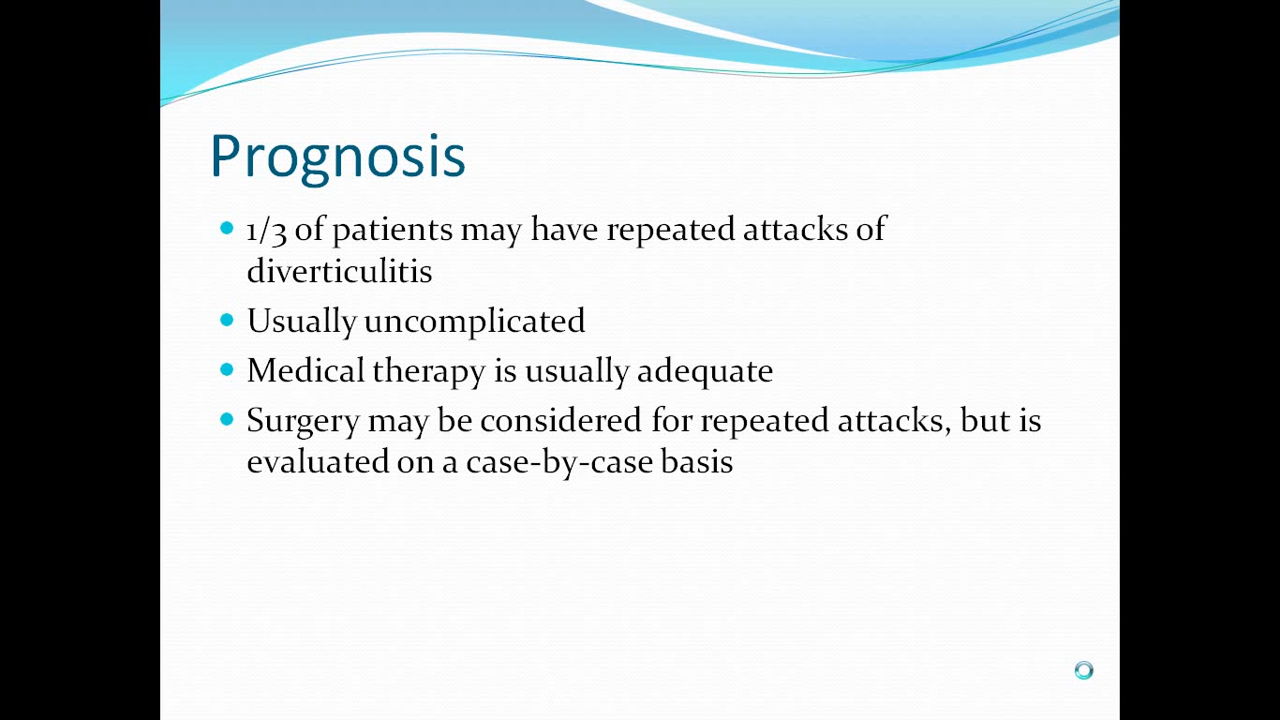 Prognosis
1/3 of patients may have repeated attacks of
diverticulitis
Usually uncomplicated
Medical therapy is usually adequate
Surgery may be considered for repeated attacks, but is
evaluated on a case-by-case basis